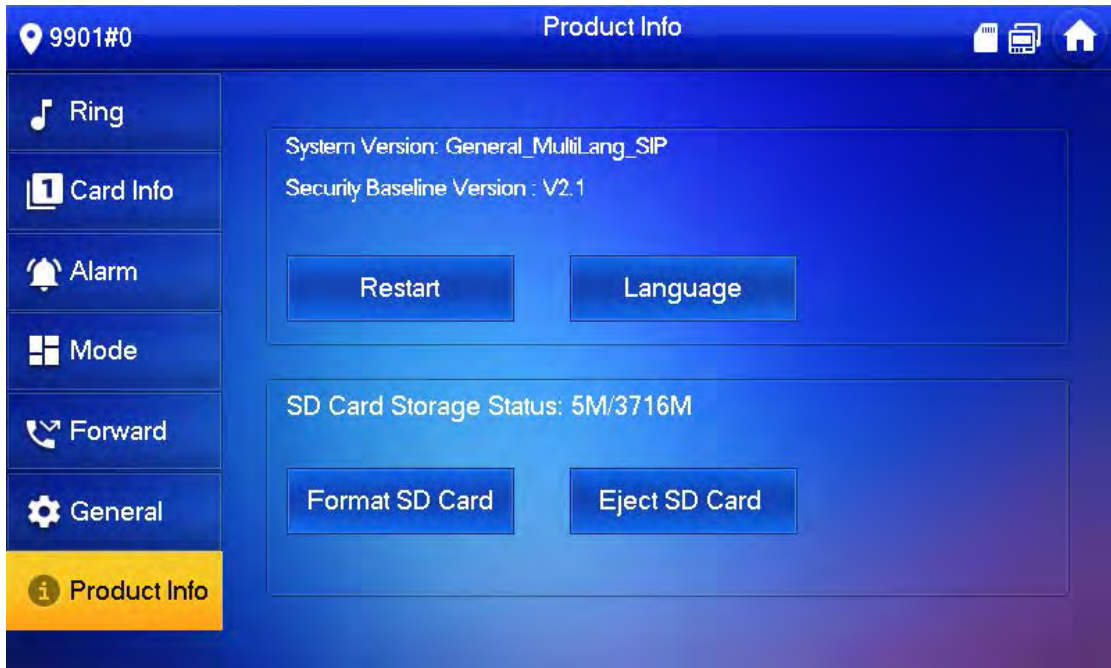 9901#0
Product Info
Ring
Card Info
Alarm
Mode
Forward
General
Product Info
System Version: General_MultiLang_SIP
Security Baseline Version : V2.1
Restart Language
SD Card Storage Status: 5M/3716M
Format SD Card Eject SD Card